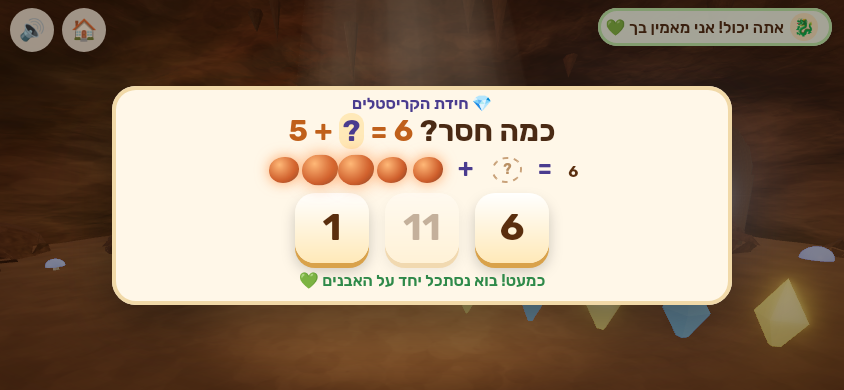 אתה יכול! אני מאמין בך 💚
חידת הקריסטלים 💎
כמה חסר? 5 + ? = 6
+ ? = 6
1 11 6
כמעט! בוא נסתכל יחד על האבנים 💚